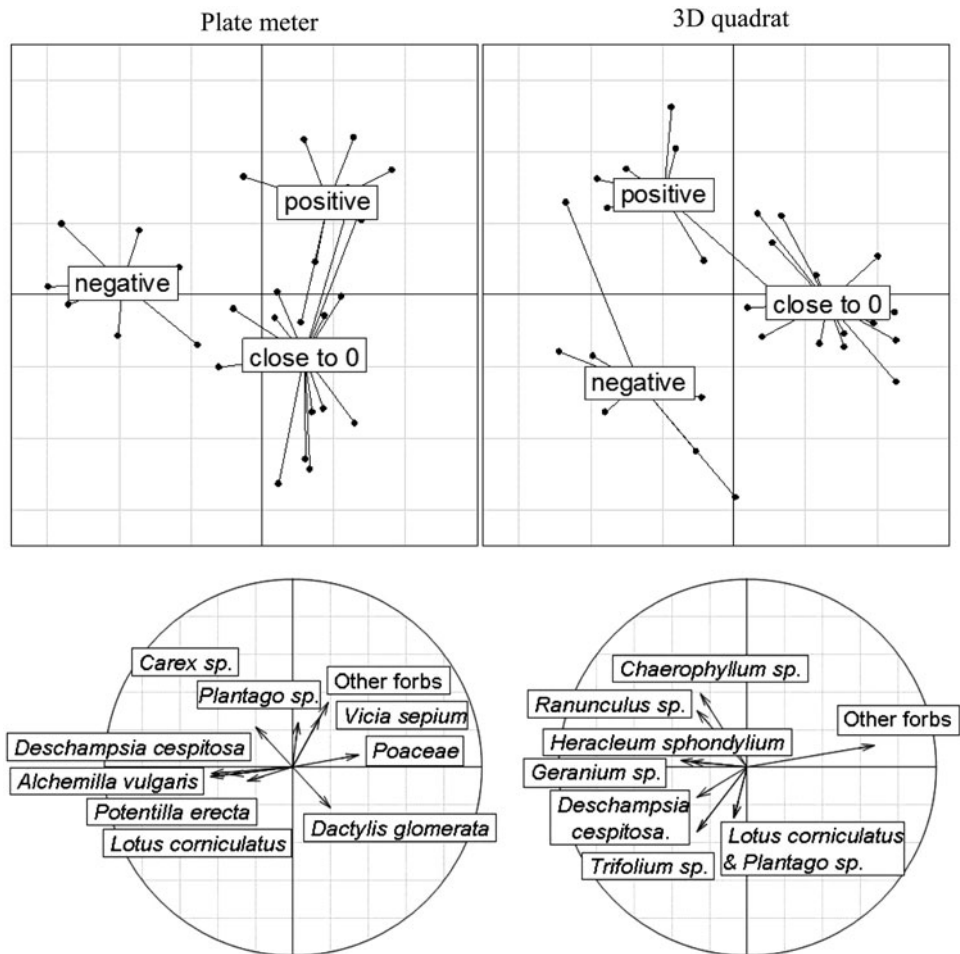 Plate meter
3D quadrat
positive
negative
close to 0
positive
close to 0
negative
Carex sp.
Plantago sp.
Other forbs
Vicia sepium
Deschampsia cespitosa
Poaceae
Alchemilla vulgaris
Potentilla erecta
Dactylis glomerata
Lotus corniculatus
Chaerophyllum sp.
Ranunculus sp.
Other forbs
Heracleum sphondylium
Geranium sp.
Deschampsia
cespitosa.
Lotus corniculatus
& Plantago sp.
Trifolium sp.